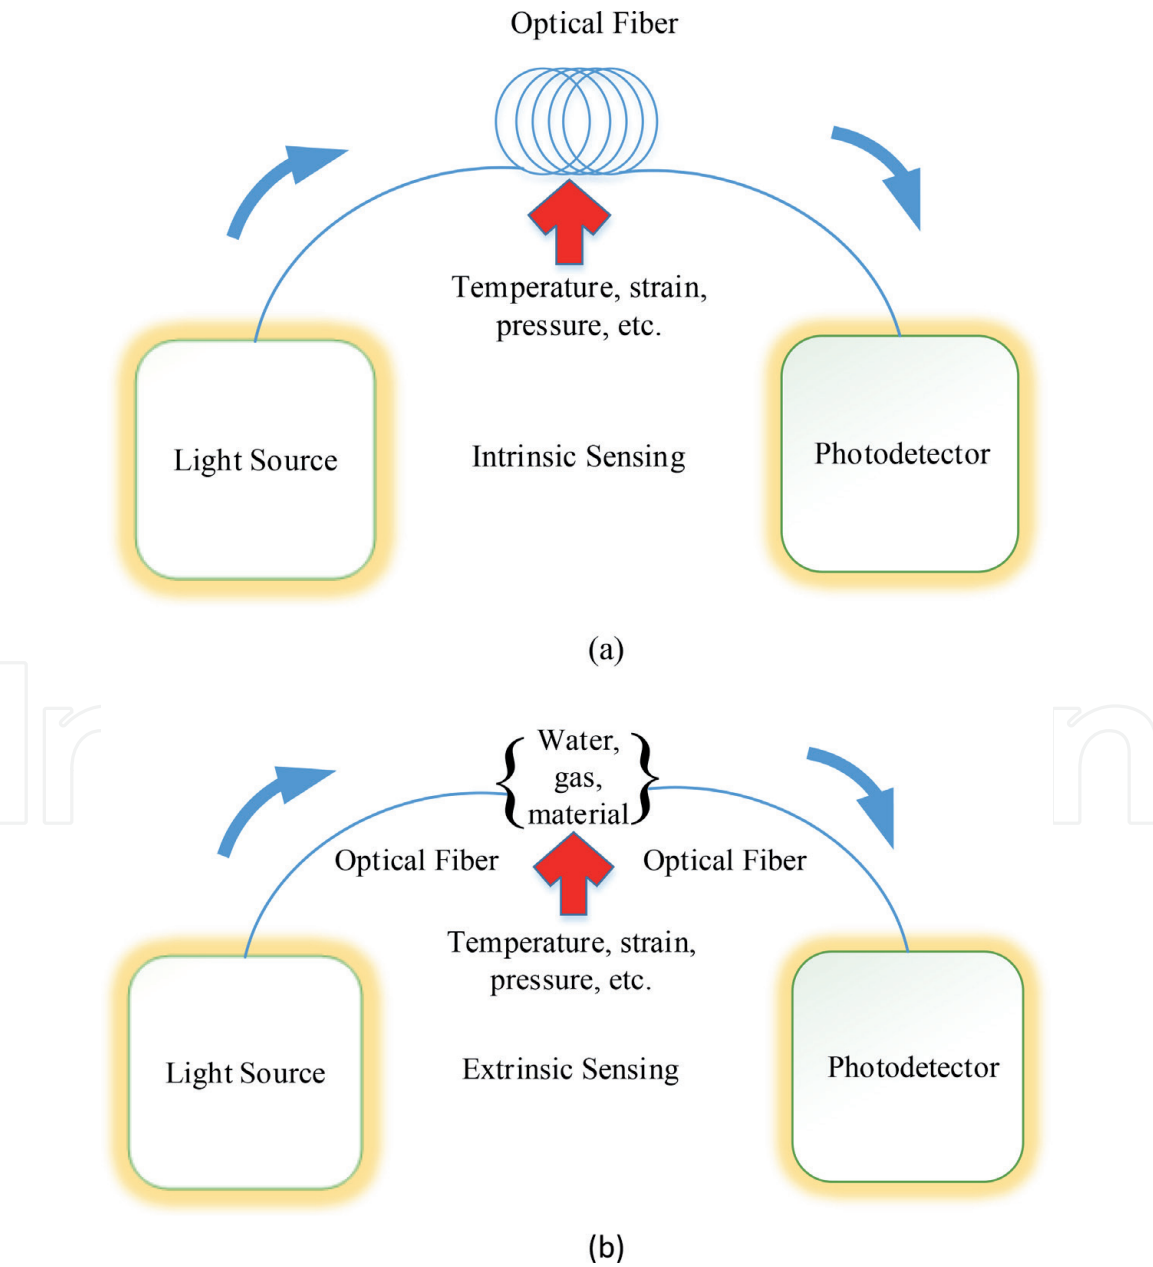 Optical Fiber
Temperature, strain,
pressure, etc.
Light Source
Intrinsic Sensing
Photodetector
(a)
Water,
gas,
material
Optical Fiber
Optical Fiber
Temperature, strain,
pressure, etc.
Light Source
Extrinsic Sensing
Photodetector
(b)